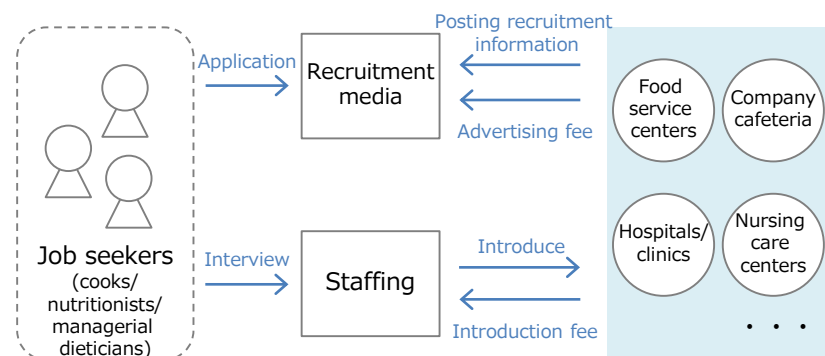 Posting recruitment
information
Application
Recruitment
media
Advertising fee
Food
service
centers
Company
cafeteria
Job seekers
(cooks/
nutritionists/
managerial
dieticians)
Interview
Staffing
Introduce
Introduction fee
Hospitals/
clinics
Nursing
care
centers
• • •